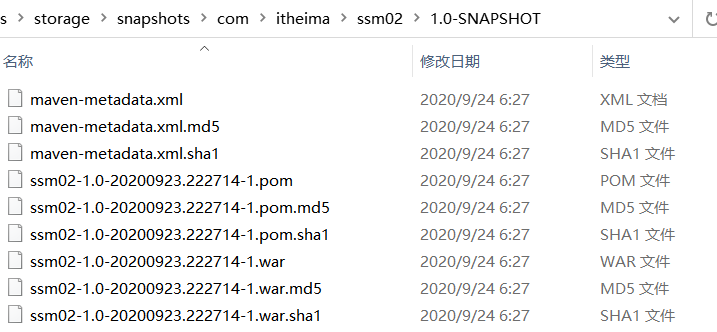 s > storage > snapshots > com > itheima > ssm02 > 1.0-SNAPSHOT
名称 修改日期 类型
maven-metadata.xml 2020/9/24 6:27 XML 文档
maven-metadata.xml.md5 2020/9/24 6:27 MD5 文件
maven-metadata.xml.sha1 2020/9/24 6:27 SHA1 文件
ssm02-1.0-20200923.222714-1.pom 2020/9/24 6:27 POM 文件
ssm02-1.0-20200923.222714-1.pom.md5 2020/9/24 6:27 MD5 文件
ssm02-1.0-20200923.222714-1.pom.sha1 2020/9/24 6:27 SHA1 文件
ssm02-1.0-20200923.222714-1.war 2020/9/24 6:27 WAR 文件
ssm02-1.0-20200923.222714-1.war.md5 2020/9/24 6:27 MD5 文件
ssm02-1.0-20200923.222714-1.war.sha1 2020/9/24 6:27 SHA1 文件